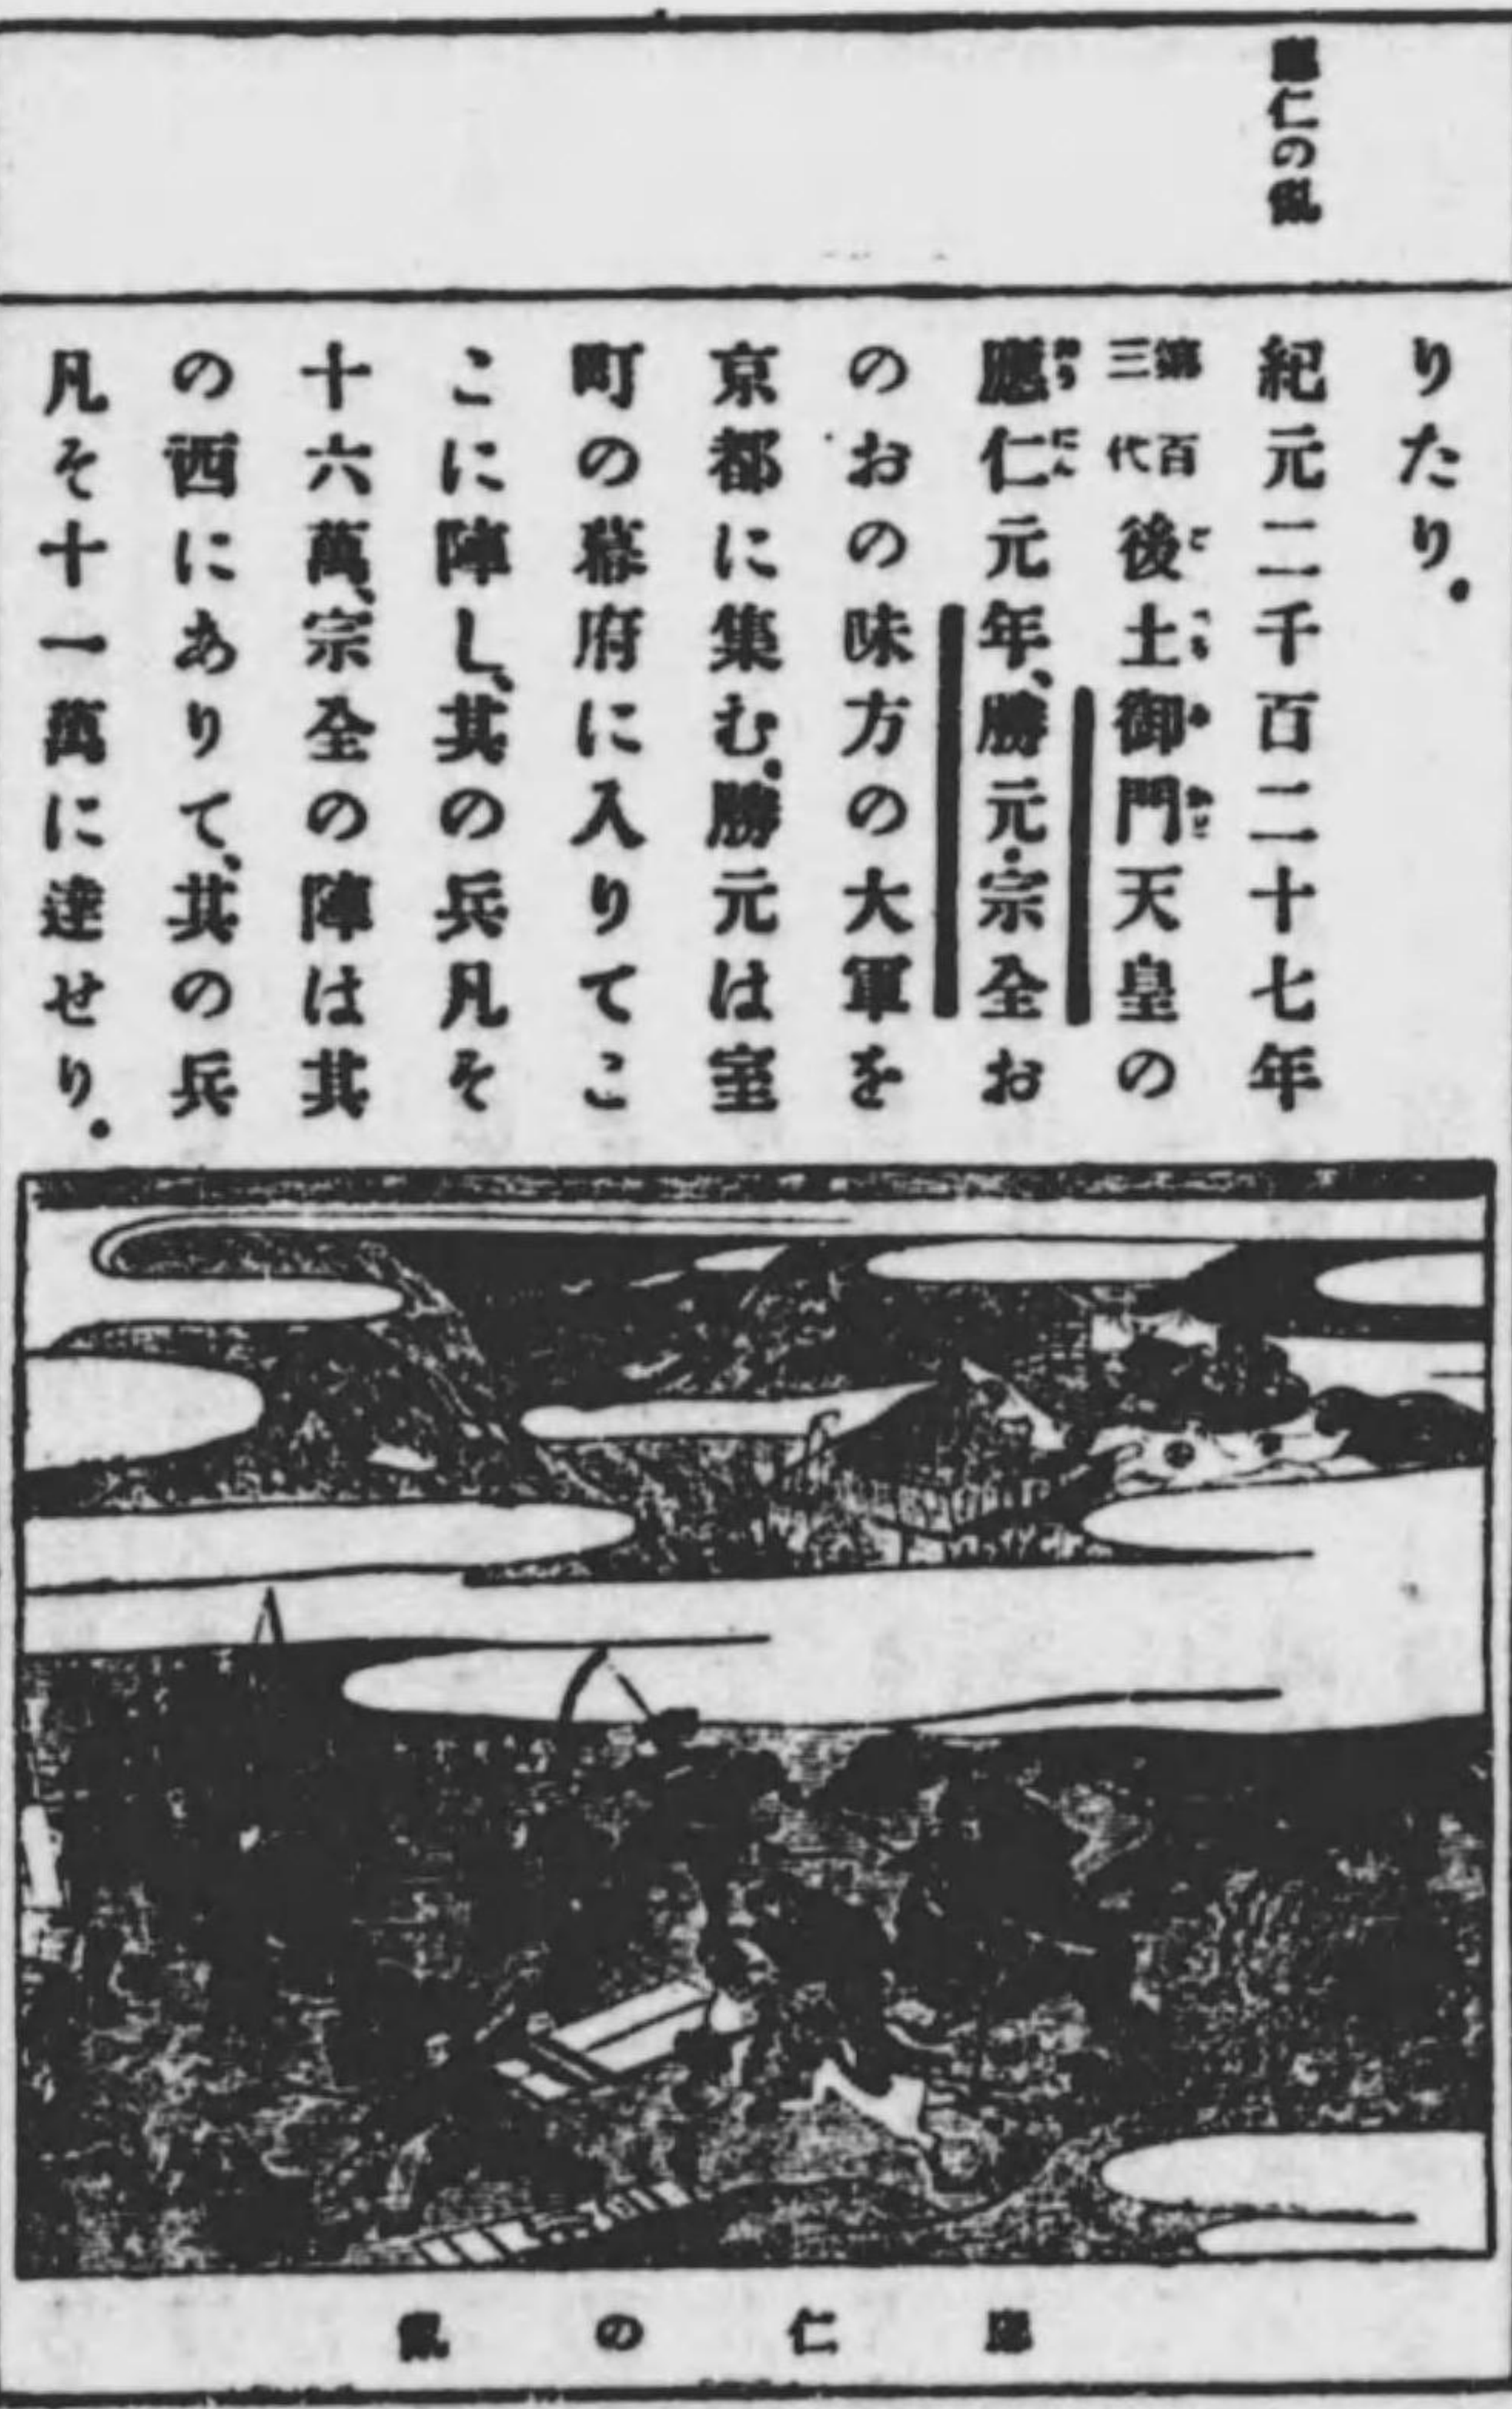 應仁の亂
りたり。
紀元二千百二十七年
第百三代後土御門天皇の
應仁元年、勝元・宗全お
のおの味方の大軍を
京都に集む。勝元は室
町の幕府に入りてこ
こに陣し、其の兵凡そ
十六萬、宗全の陣は其
の西にありて、其の兵
凡そ十一萬に達せり。
應仁の亂